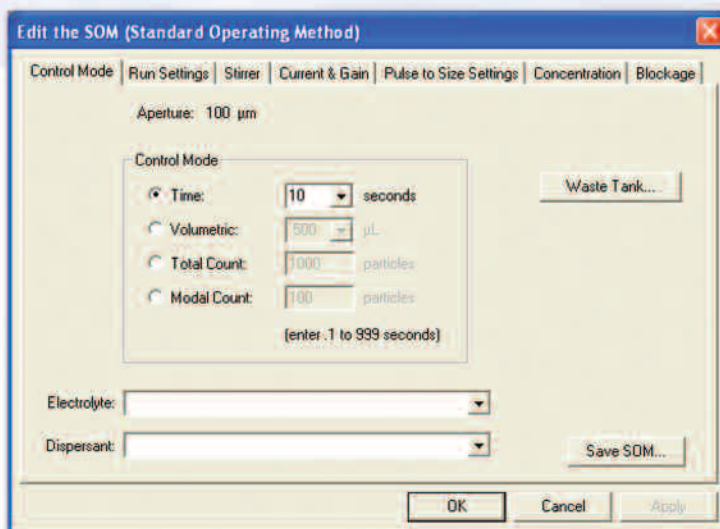 Edit the SOM (Standard Operating Method)
Control Mode Run Settings Stirrer Current & Gain Pulse to Size Settings Concentration Blockage
Aperture: 100 µm
Control Mode
Time: 10 seconds
Waste Tank...
Volumetric: 500 µL
Total Count: 1000 particles
Modal Count: 100 particles
(enter .1 to 999 seconds)
Electrolyte:
Dispersant:
Save SOM...
OK Cancel Apply